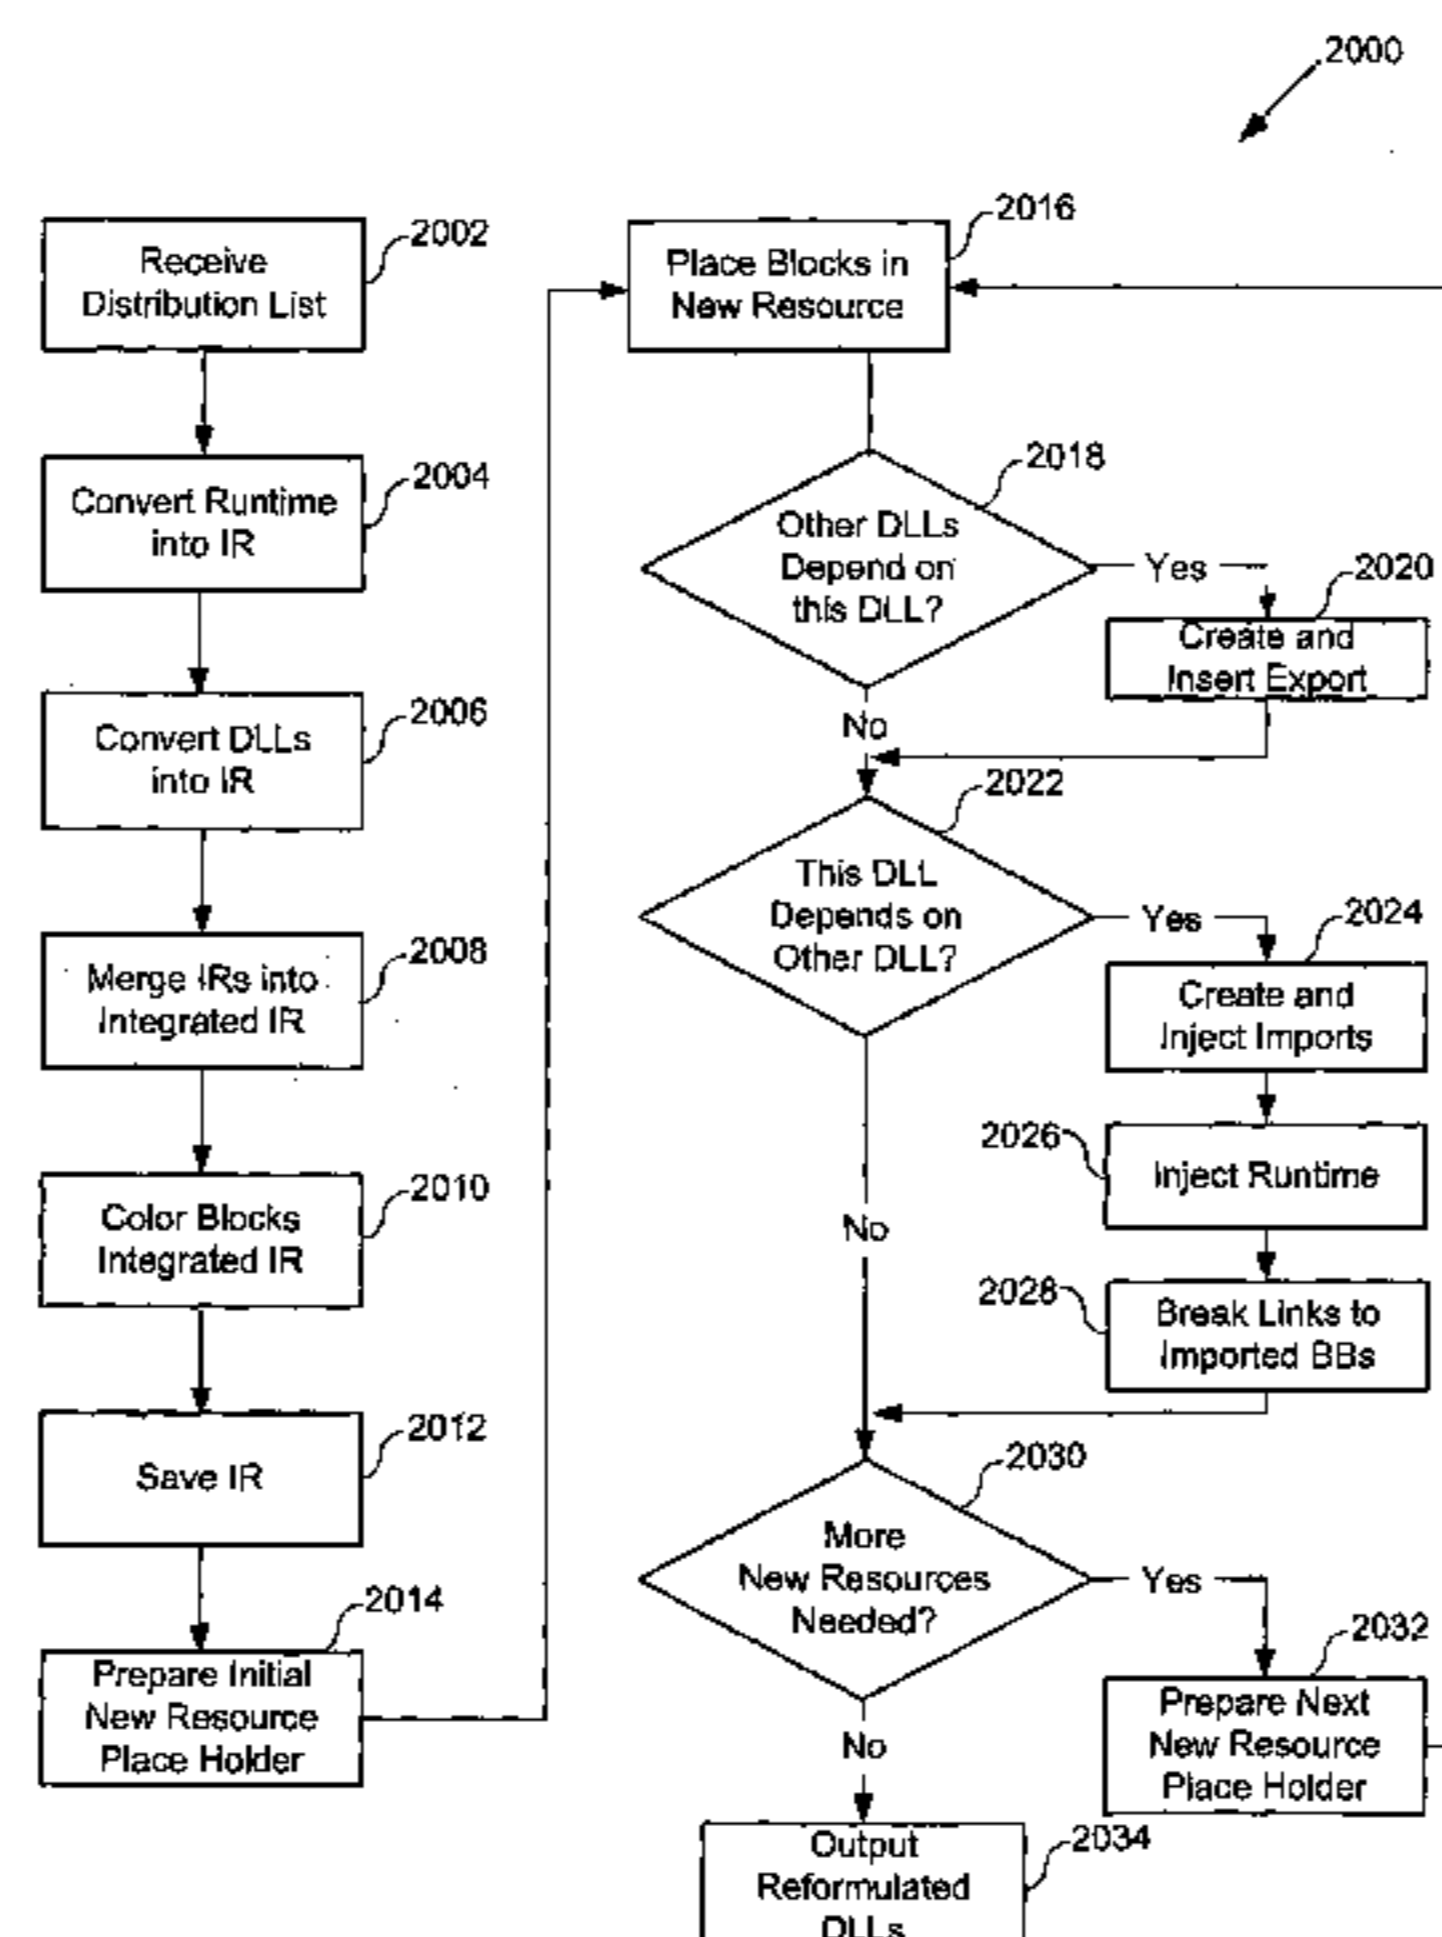 2000
2002
Receive
Distribution List
2004
Convert Runtime
into IR
2006
Convert DLLs
into IR
2008
Merge IRs into
Integrated IR
2010
Color Blocks
Integrated IR
2012
Save IR
2014
Prepare Initial
New Resource
Place Holder
2016
Place Blocks in
New Resource
2018
Other DLLs
Depend on
this DLL?
Yes
2020
Create and
Insert Export
No
2022
This DLL
Depends on
Other DLL?
Yes
2024
Create and
Inject Imports
2026
Inject Runtime
2028
Break Links to
Imported BBs
No
2030
More
New Resources
Needed?
Yes
2032
Prepare Next
New Resource
Place Holder
No
2034
Output
Reformulated
DLLs